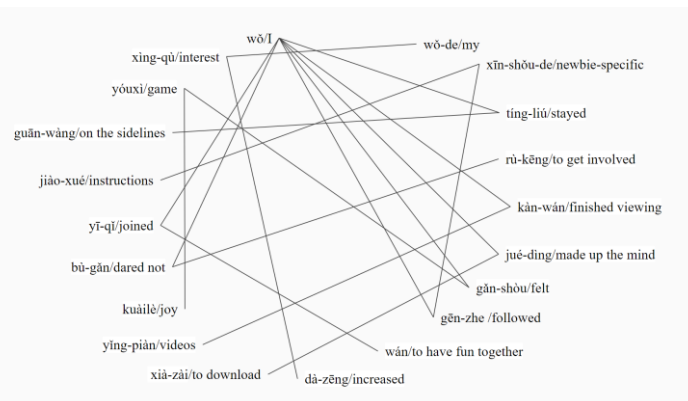 wǒ/I
wǒ-de/my
xìng-qù/interest
xīn-shǒu-de/newbie-specific
yóuxì/game
tíng-liú/stayed
guān-wàng/on the sidelines
rù-kēng/to get involved
jiào-xué/instructions
kàn-wán/finished viewing
yī-qǐ/joined
jué-dìng/made up the mind
bù-gǎn/dared not
gǎn-shòu/felt
kuàilè/joy
gēn-zhe /followed
yǐng-piàn/videos
wán/to have fun together
xià-zài/to download
dà-zēng/increased